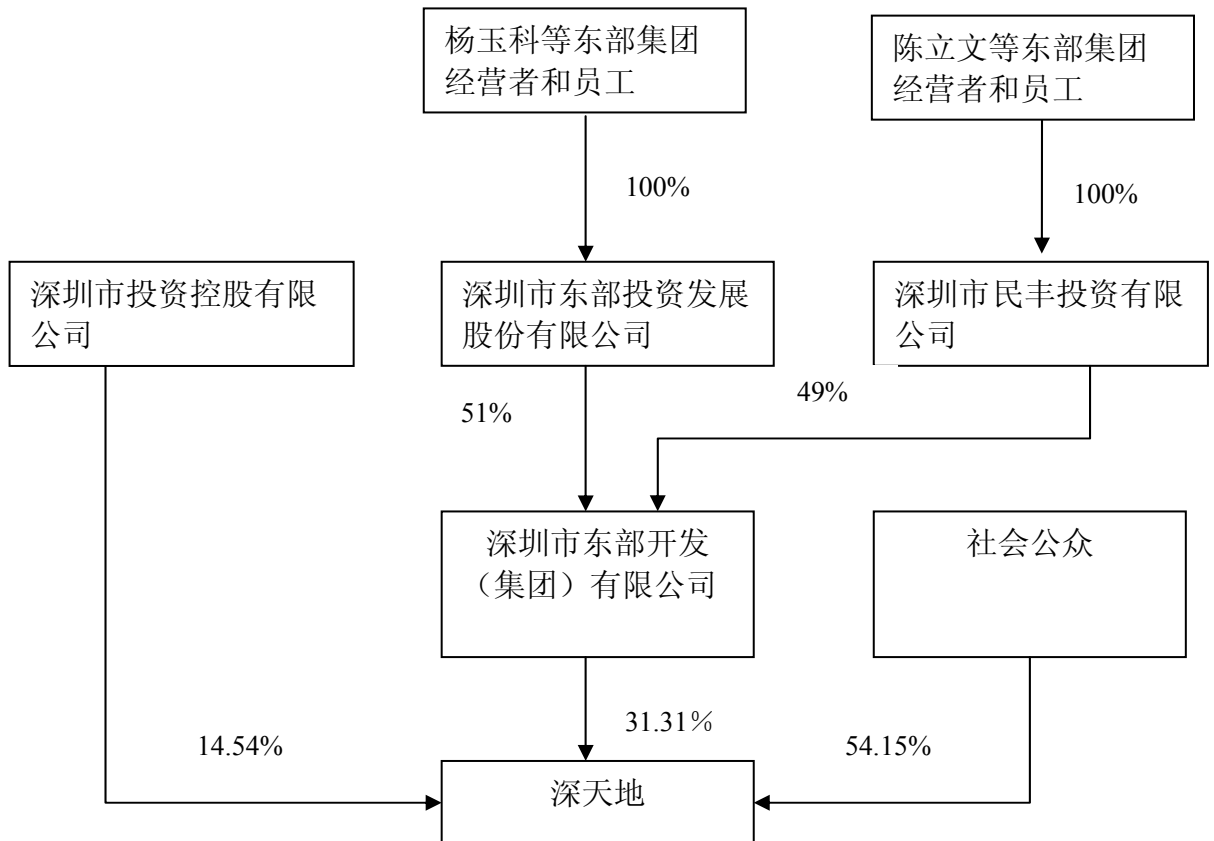 杨玉科等东部集团
经营者和员工
陈立文等东部集团
经营者和员工
100%
100%
深圳市投资控股有限
公司
深圳市东部投资发展
股份有限公司
深圳市民丰投资有限
公司
51%
49%
深圳市东部开发
（集团）有限公司
社会公众
14.54%
31.31％
54.15%
深天地